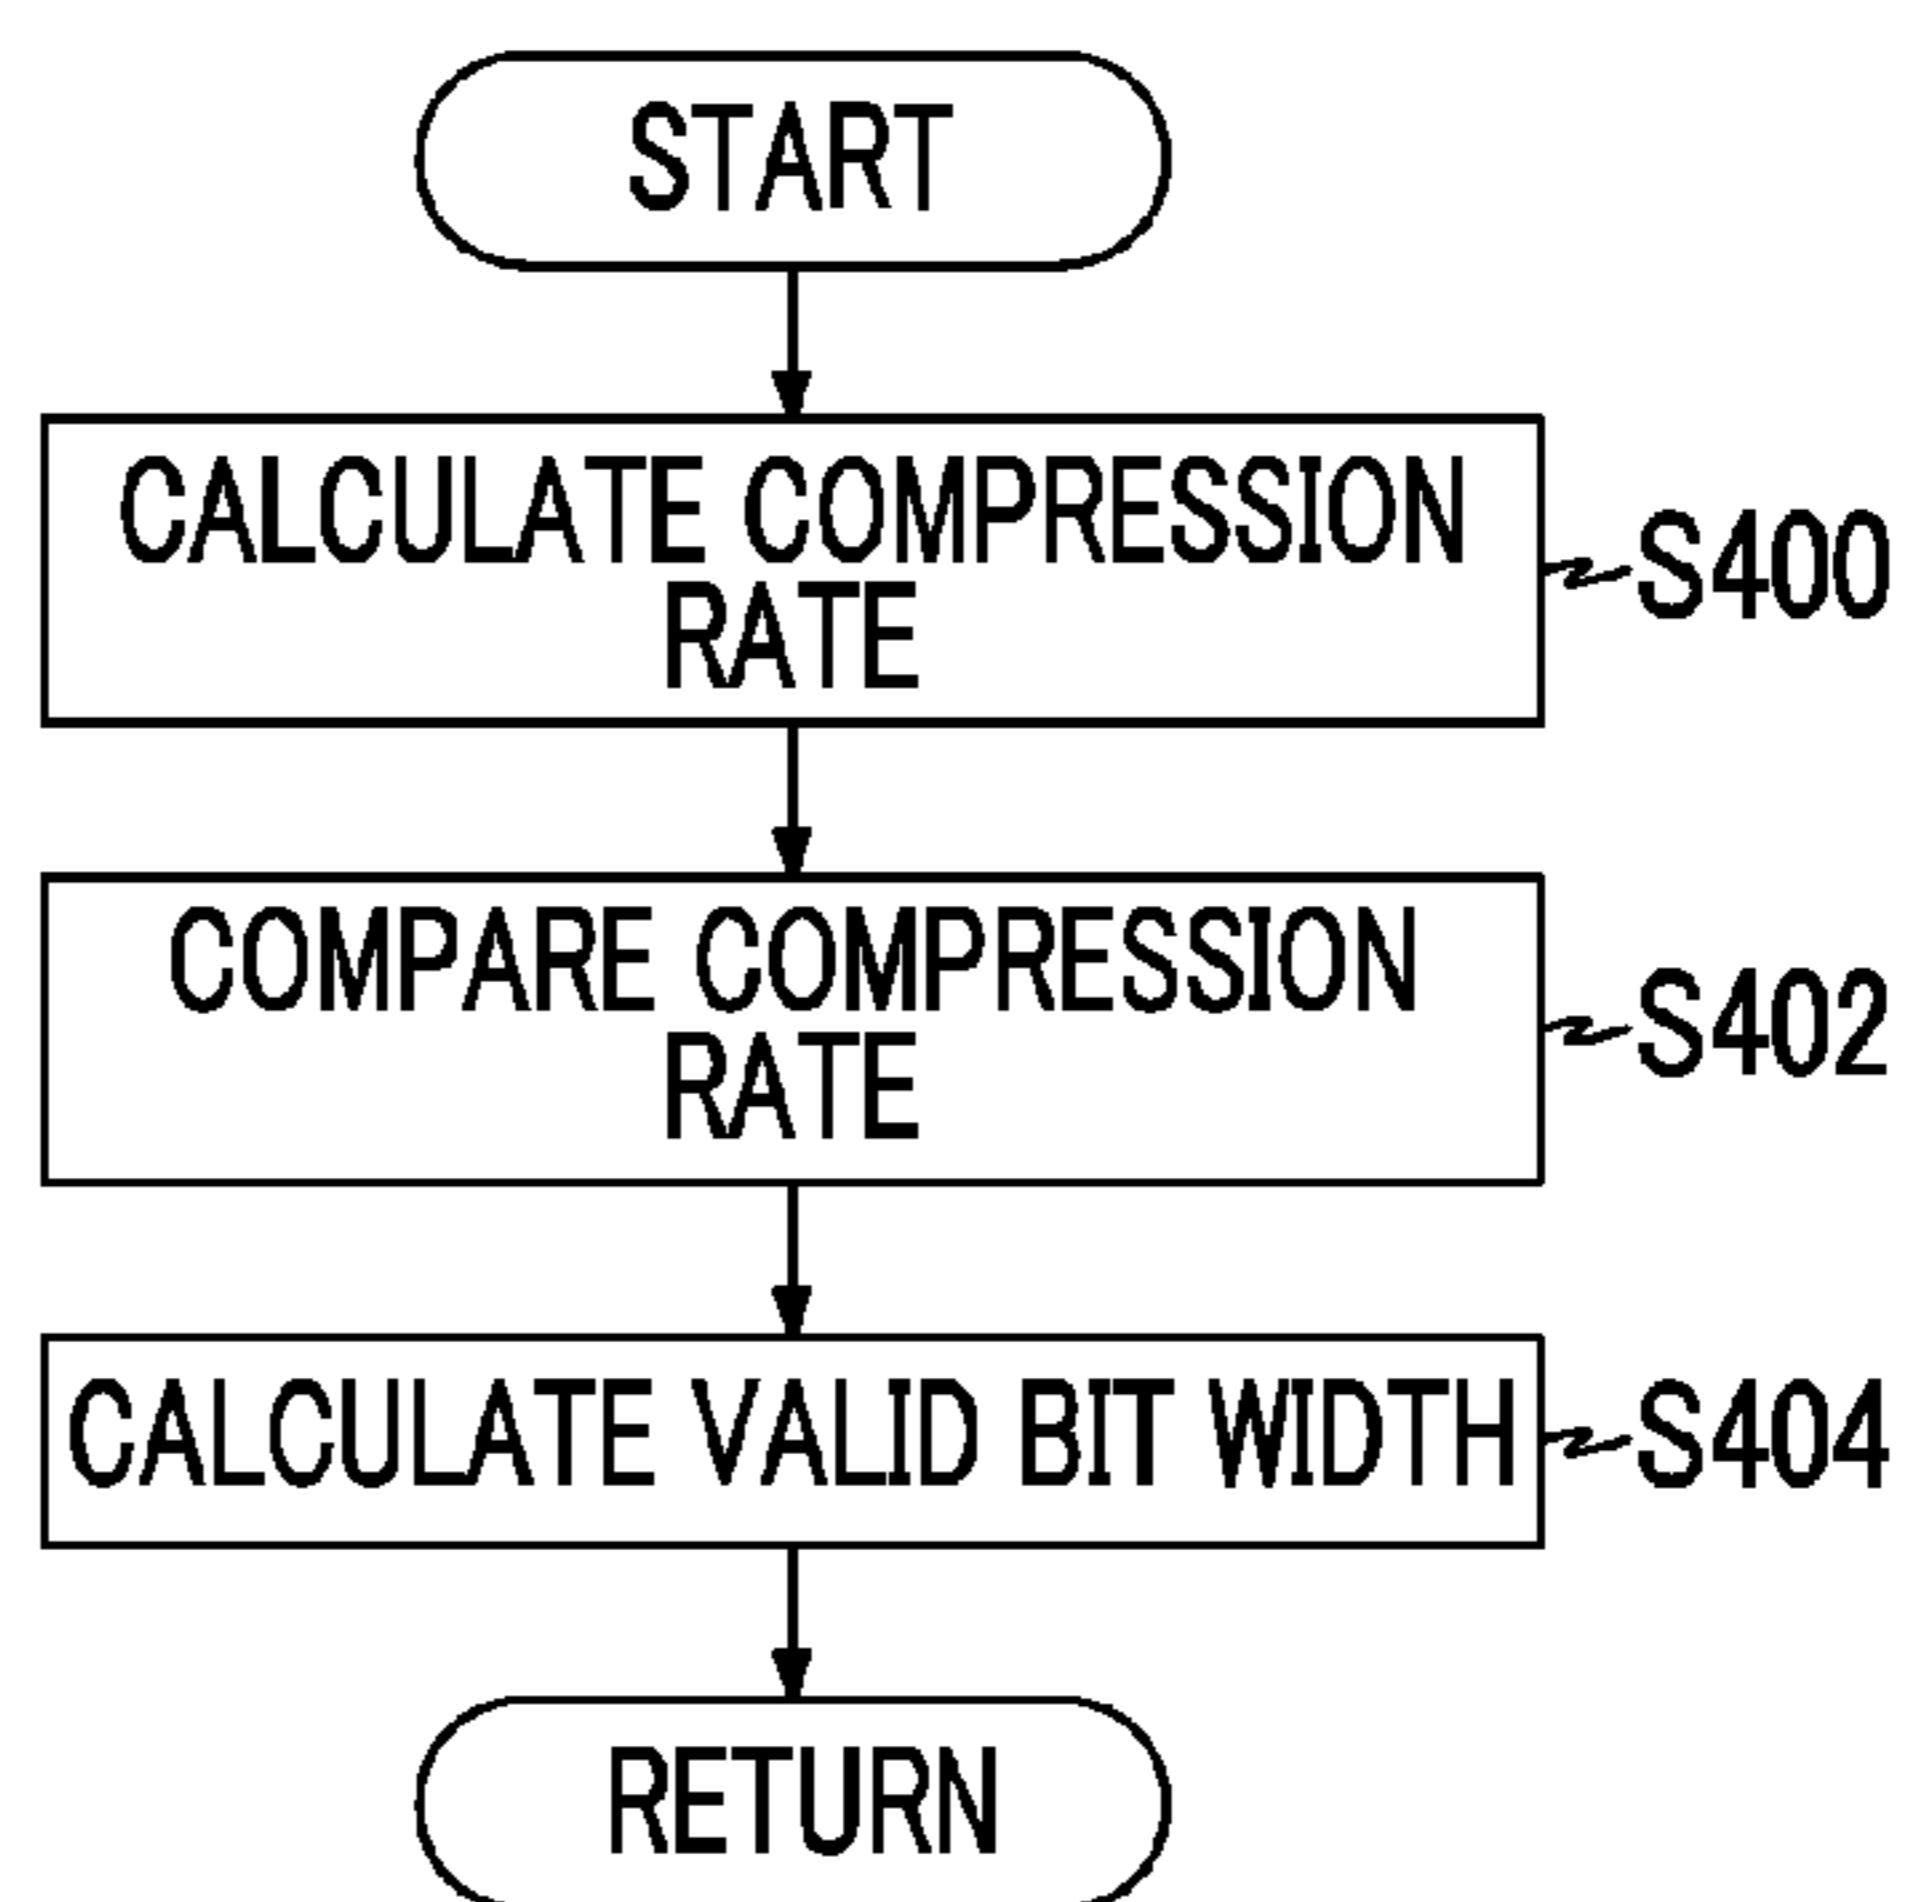 START
CALCULATE COMPRESSION
RATE
S400
COMPARE COMPRESSION
RATE
S402
CALCULATE VALID BIT WIDTH
S404
RETURN